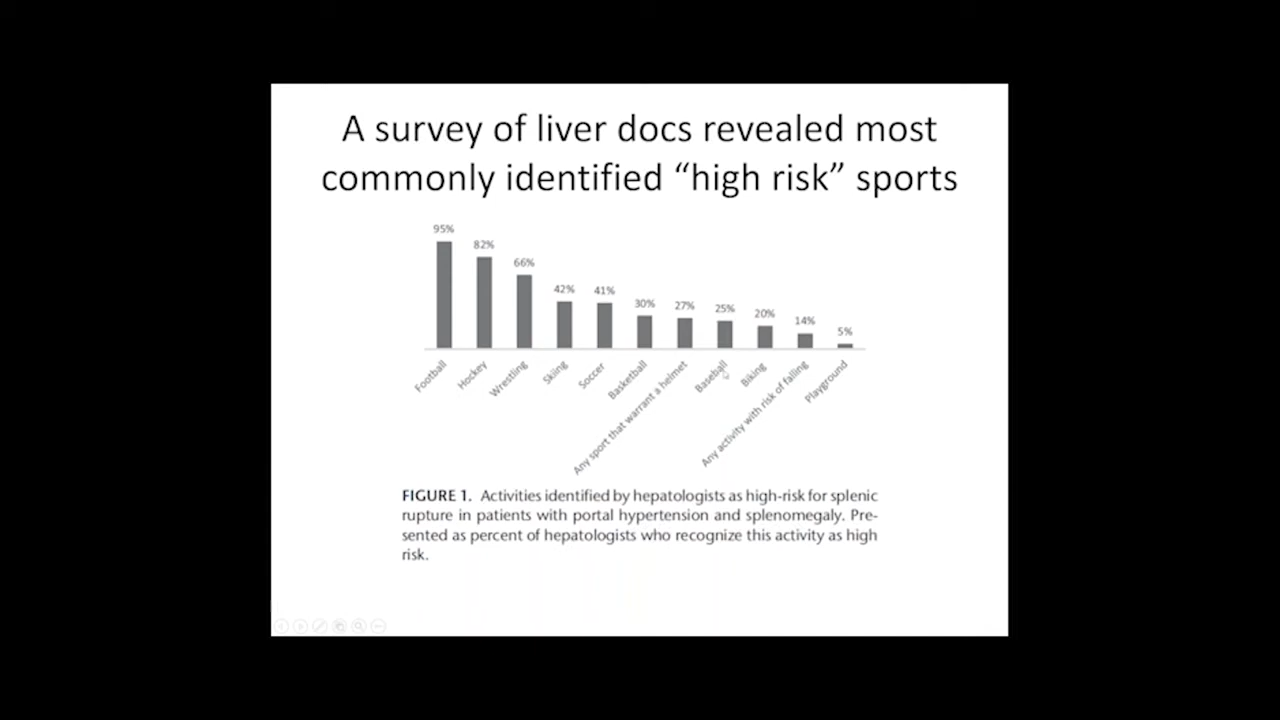 A survey of liver docs revealed most
commonly identified “high risk” sports
95%
82%
66%
42%
41%
30%
27%
25%
20%
14%
5%
Football
Hockey
Wrestling
Skiing
Soccer
Basketball
Any sport that warrant a helmet
Baseball
Biking
Any activity with risk of falling
Playground
FIGURE 1. Activities identified by hepatologists as high-risk for splenic
rupture in patients with portal hypertension and splenomegaly. Pre-
sented as percent of hepatologists who recognize this activity as high
risk.